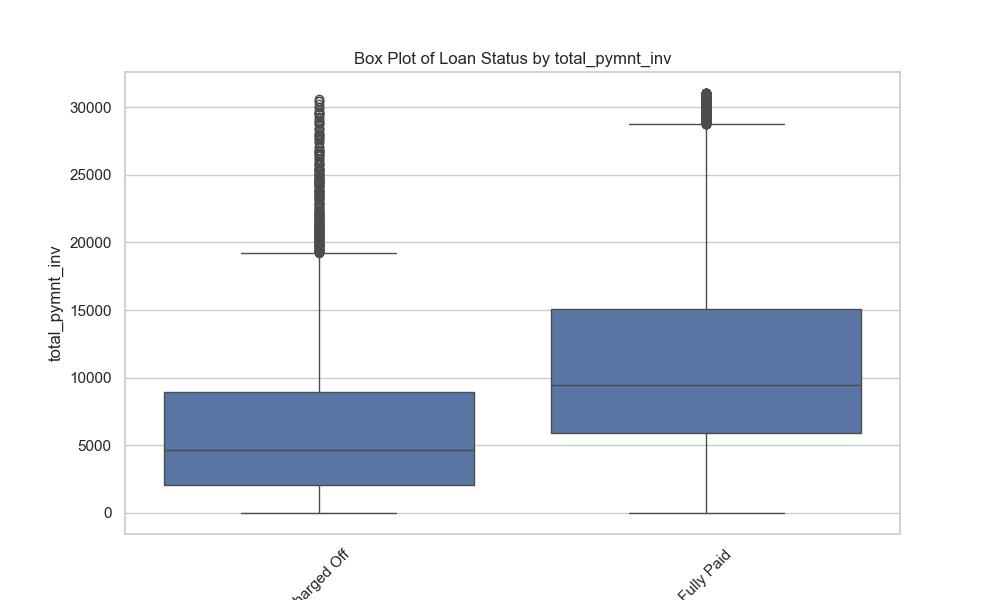 Box Plot of Loan Status by total_pymnt_inv
total_pymnt_inv
30000
25000
20000
15000
10000
5000
0
harged Off
Fully Paid